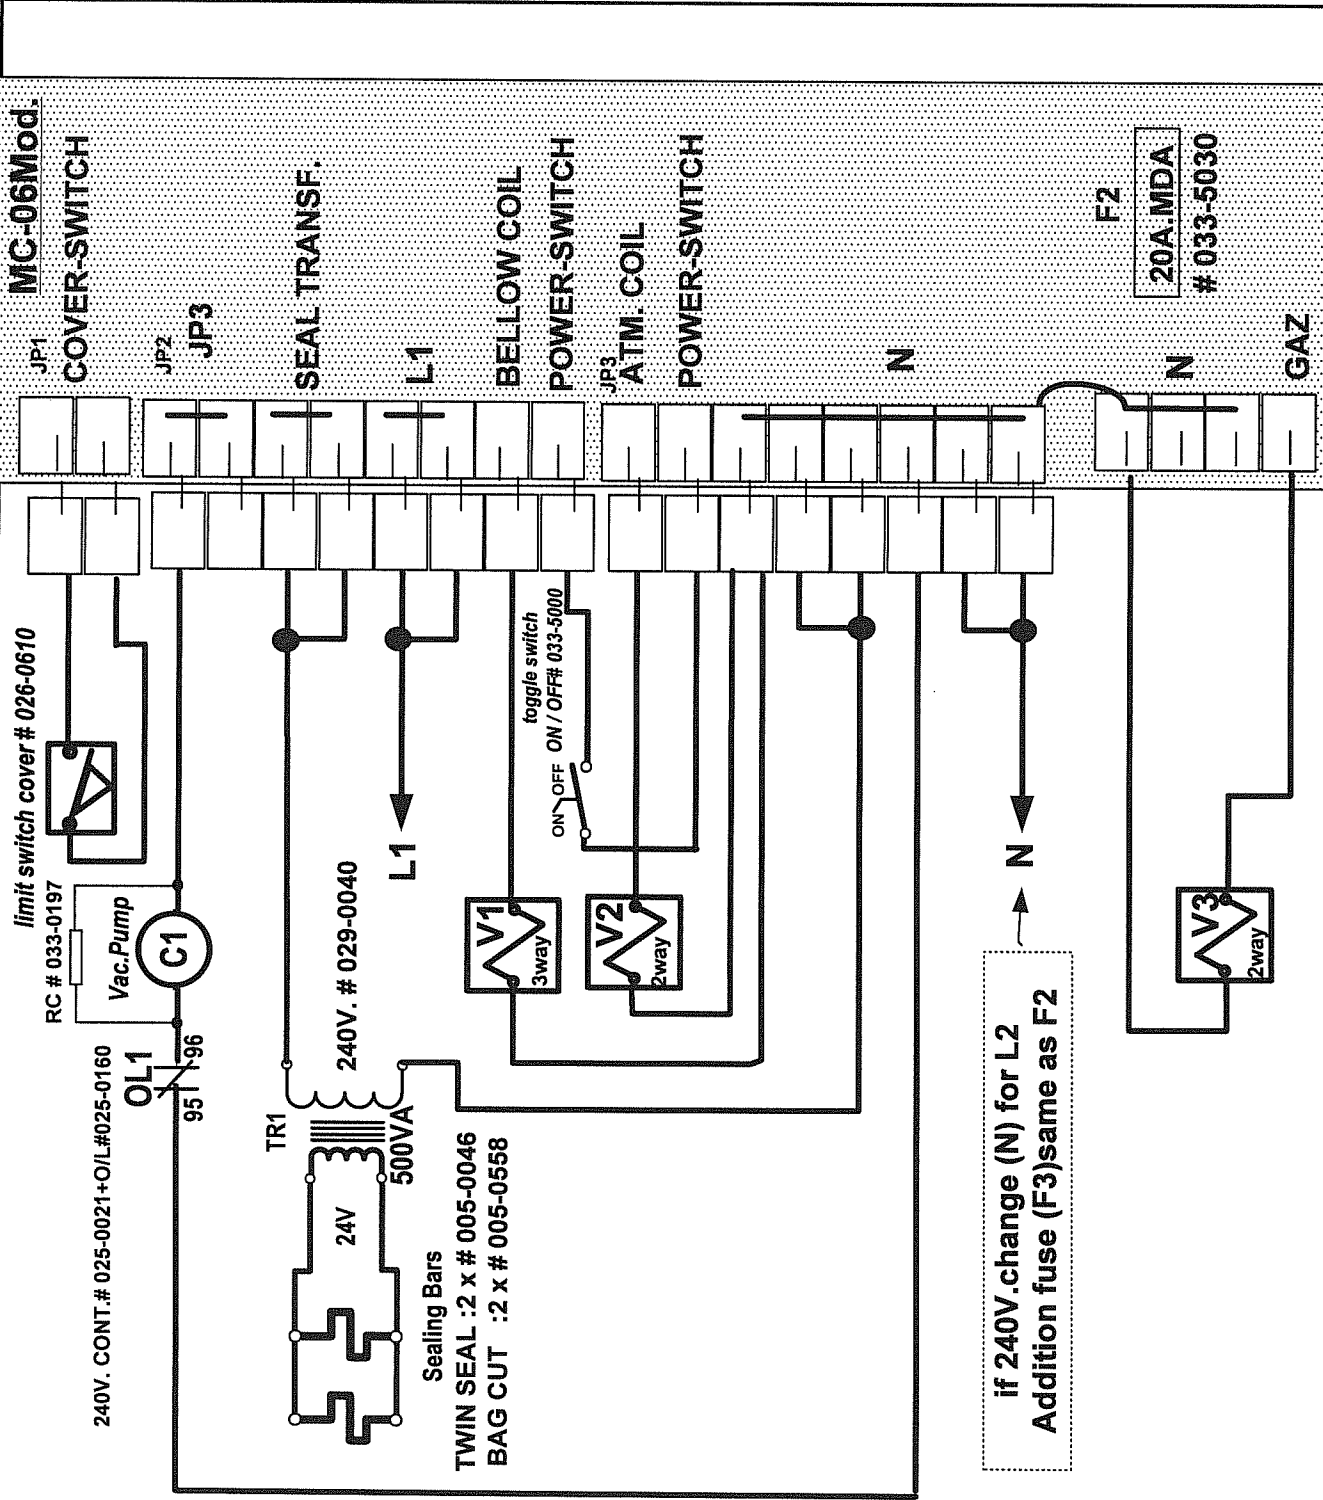 MC-06Mod.
JP1
COVER-SWITCH
JP2
JP3
SEAL TRANSF.
L1
BELLOW COIL
POWER-SWITCH
JP3
ATM. COIL
POWER-SWITCH
N
F2
20A.MDA
# 033-5030
N
GAZ
limit switch cover # 026-0610
RC # 033-0197
Vac.Pump
C1
OL1
96
95
240V. CONT.# 025-0021+O/L#025-0160
L1
toggle switch
ON / OFF# 033-5000
ON
OFF
240V. # 029-0040
TR1
500VA
24V
Sealing Bars
TWIN SEAL :2 x # 005-0046
BAG CUT :2 x # 005-0558
V1
3way
V2
2way
N
if 240V.change (N) for L2
Addition fuse (F3)same as F2
V3
2way